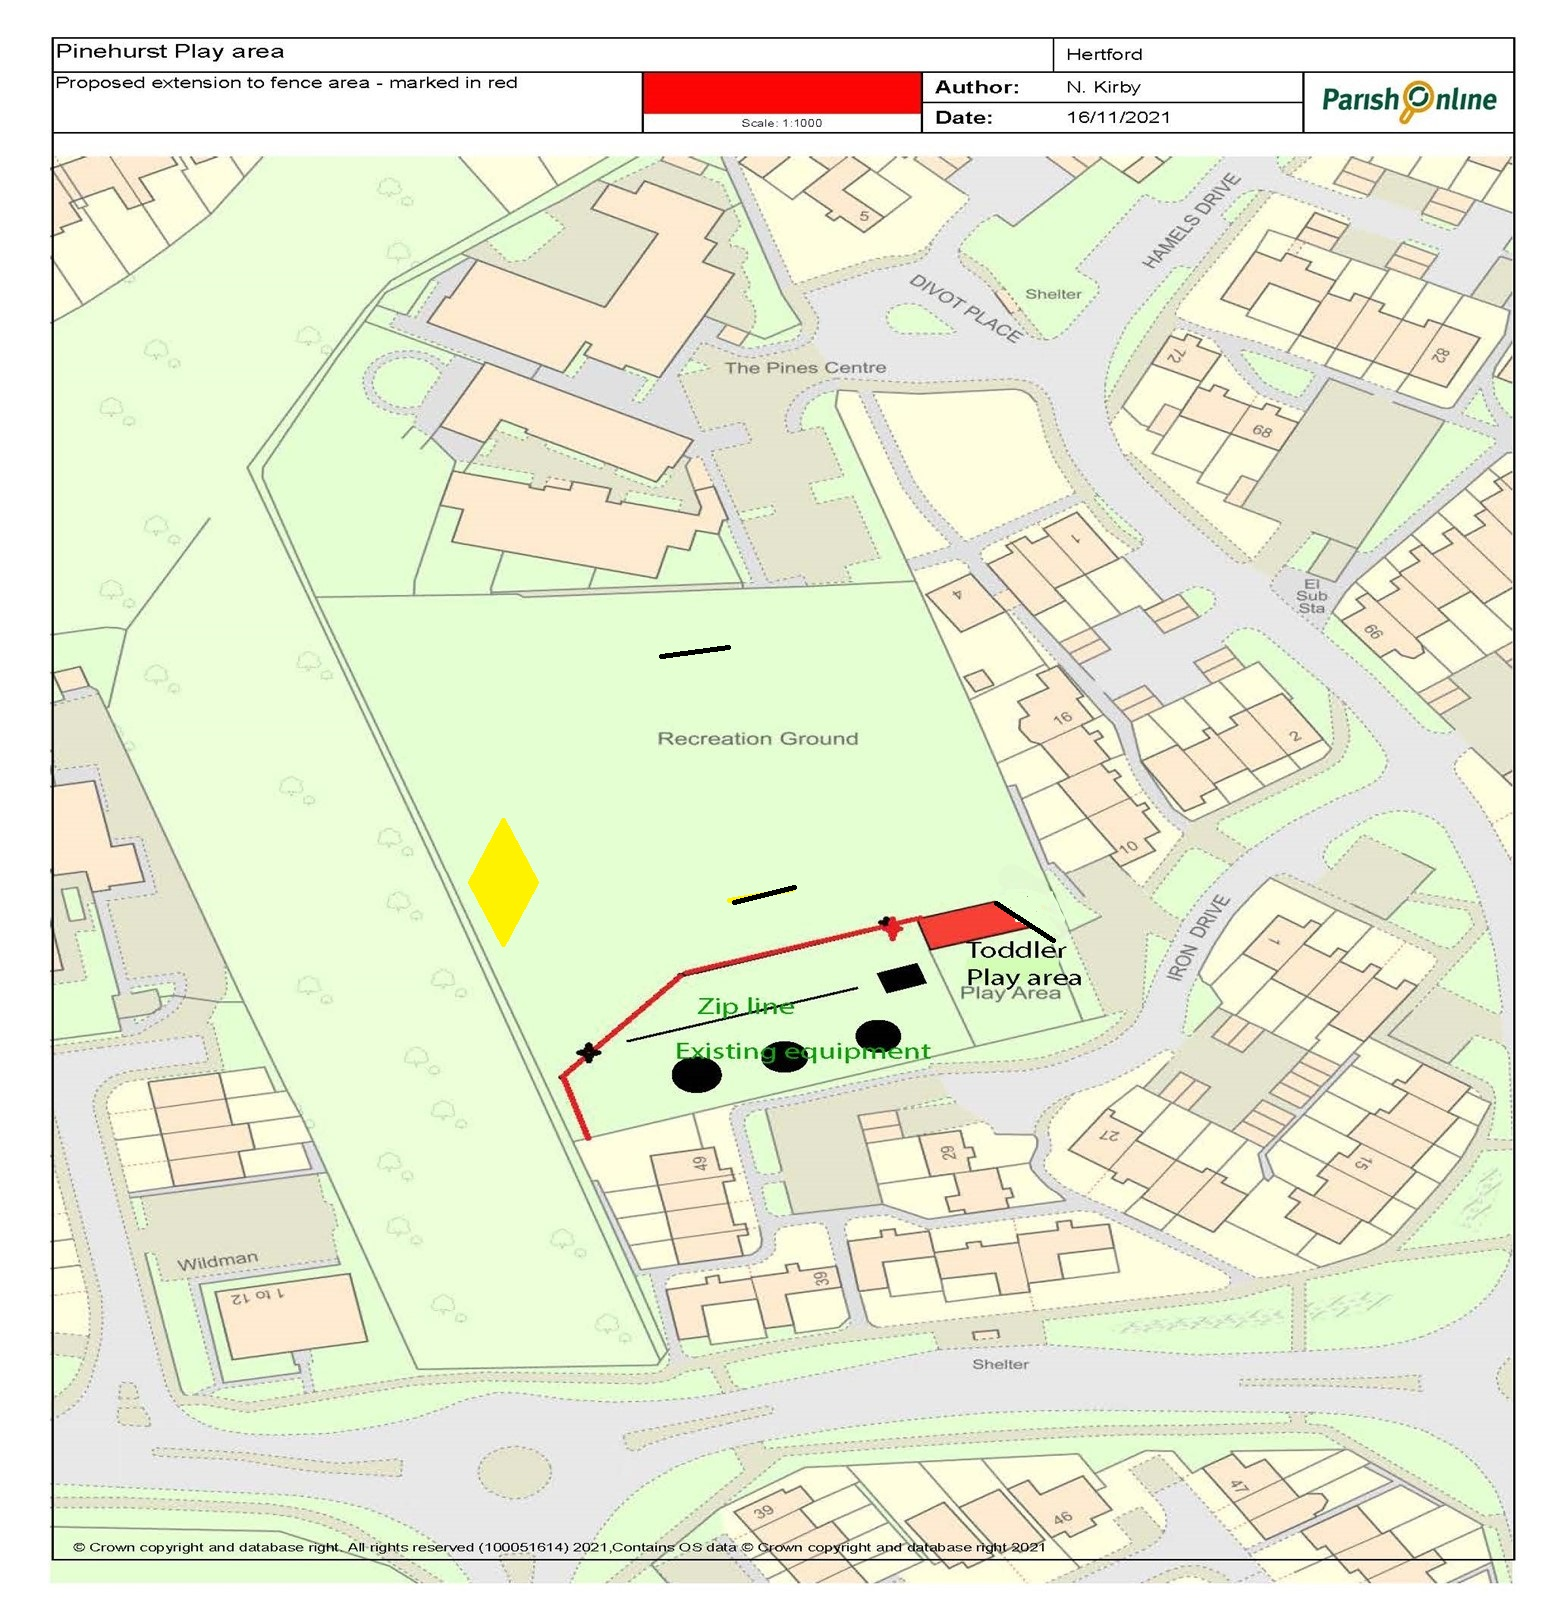 Pinehurst Play area
Hertford
Proposed extension to fence area - marked in red
Scale: 1:1000
Author: N. Kirby
Date: 16/11/2021
Parish Online
5
HAMELS DRIVE
DIVOT PLACE
Shelter
The Pines Centre
72
82
68
1
4
El
Sub
Sta
66
16
2
Recreation Ground
10
IRON DRIVE
1
Toddler
Play area
Play Area
Zip line
Existing equipment
49
29
27
15
Wildman
1 to 12
39
Shelter
39
46
47
© Crown copyright and database right. All rights reserved (100051614) 2021,Contains OS data © Crown copyright and database right 2021